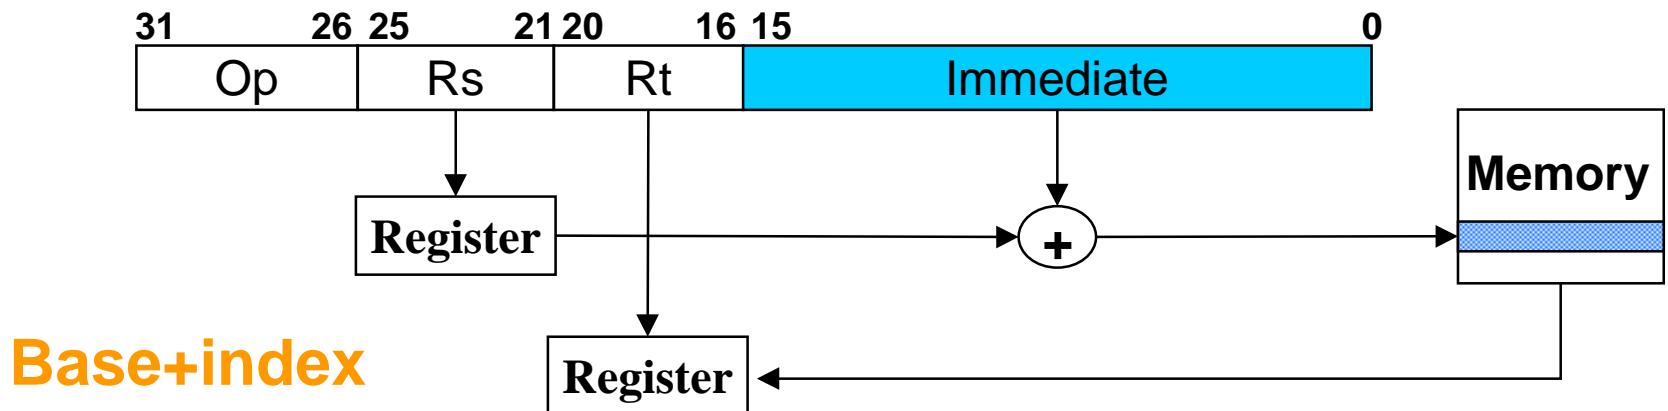 31 26 25 21 20 16 15 0
Op Rs Rt Immediate
Memory
Register +
Base+index
Register